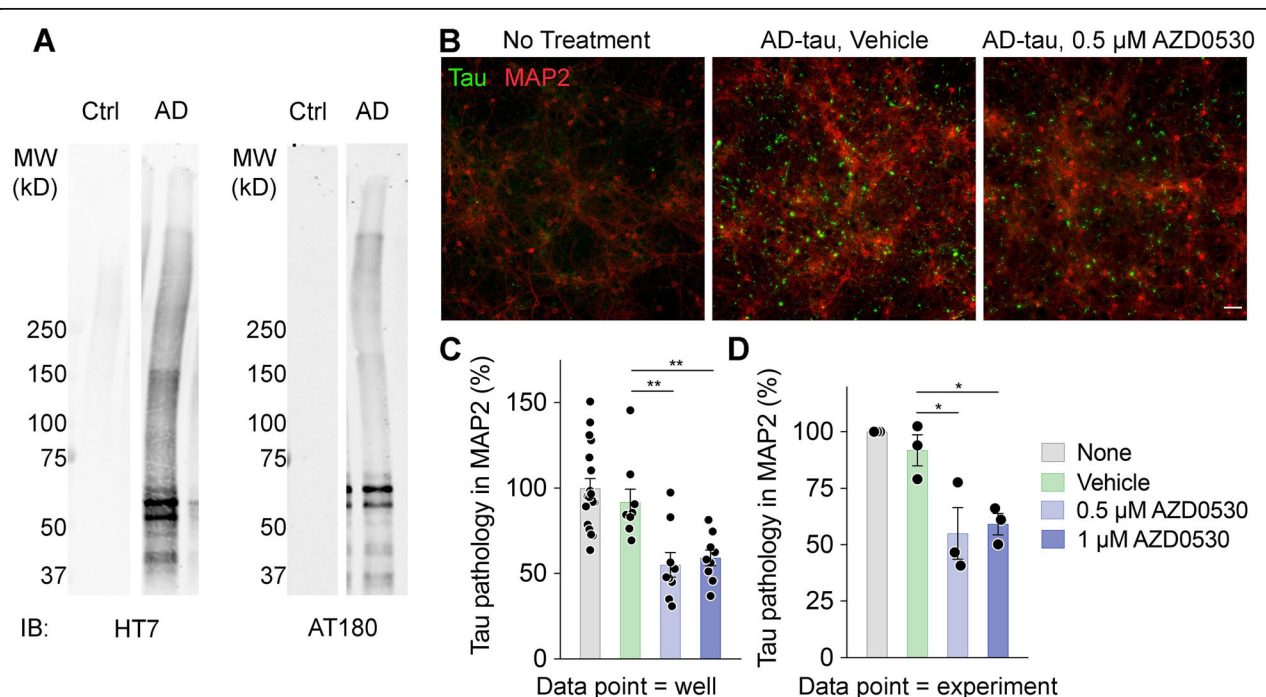 A
Ctrl AD Ctrl AD
MW
(kD)
250
150
100
75
50
37
MW
(kD)
250
150
100
75
50
37
IB: HT7 AT180
B
No Treatment AD-tau, Vehicle AD-tau, 0.5 µM AZD0530
Tau MAP2
C
Tau pathology in MAP2 (%)
150
100
50
0
**
**
Data point = well
D
Tau pathology in MAP2 (%)
100
75
50
25
0
*
*
Data point = experiment
None
Vehicle
0.5 µM AZD0530
1 µM AZD0530